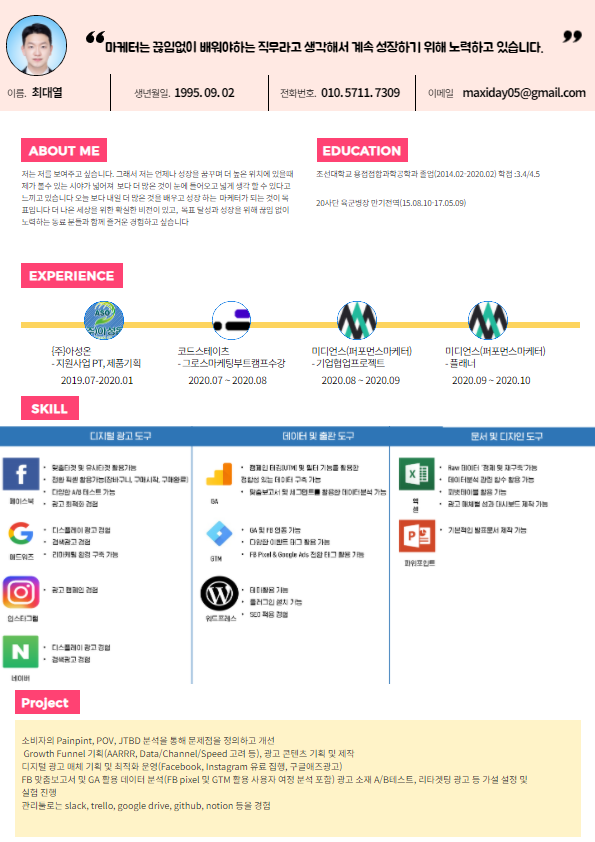 ❝ 마케터는 끊임없이 배워야하는 직무라고 생각해서 계속 성장하기 위해 노력하고 있습니다. ❞
이름. 최대열 생년월일. 1995. 09. 02 전화번호. 010. 5711. 7309 이메일 maxiday05@gmail.com
ABOUT ME
저는 저를 보여주고 싶습니다. 그래서 저는 언제나 성장을 꿈꾸며 더 높은 위치에 있을때
제가 볼수 있는 시야가 넓어져 보다 더 많은 것이 눈에 들어오고 넓게 생각 할 수 있다고
느끼고 있습니다 오늘 보다 내일 더 많은 것을 배우고 성장 하는 마케터가 되는 것이 목
표입니다 더 나은 세상을 위한 확실한 비전이 있고, 목표 달성과 성장을 위해 끊임 없이
노력하는 동료 분들과 함께 즐거운 경험하고 싶습니다
EDUCATION
조선대학교 용접접합과학공학과 졸업(2014.02-2020.02) 학점 :3.4/4.5
20사단 육군병장 만기전역(15.08.10-17.05.09)
EXPERIENCE
ASO
{주}아성온
- 지원사업 PT, 제품기획
2019.07-2020.01
코드스테이츠
- 그로스마케팅부트캠프수강
2020.07 ~ 2020.08
미디언스(퍼포먼스마케터)
- 기업협업프로젝트
2020.08 ~ 2020.09
미디언스(퍼포먼스마케터)
- 플래너
2020.09 ~ 2020.10
SKILL
디지털 광고 도구
페이스북
• 맞춤타겟 및 유사타겟 활용가능
• 전환 픽셀 활용가능(장바구니, 구매시작, 구매완료)
• 다양한 A/B 테스트 가능
• 광고 최적화 경험
애드워즈
• 디스플레이 광고 경험
• 검색광고 경험
• 리마케팅 환경 구축 가능
인스타그램
• 광고 캠페인 경험
네이버
• 디스플레이 광고 경험
• 검색광고 경험
데이터 및 출판 도구
GA
• 캠페인 태깅(UTM) 및 필터 기능을 활용한
정합성 있는 데이터 구축 가능
• 맞춤보고서 및 세그먼트를 활용한 데이터분석 가능
GTM
• GA 및 FB 연동 가능
• 다양한 이벤트 태그 활용 가능
• FB Pixel & Google Ads 전환 태그 활용 가능
워드프레스
• 테마활용 가능
• 플러그인 설치 가능
• SEO 적용 경험
문서 및 디자인 도구
엑
셀
• Raw 데이터 '정제 및 재구축' 가능
• 데이터분석 관련 함수 활용 가능
• 피벗테이블 활용 가능
• 광고 매체별 성과 대시보드 제작 가능
파워포인트
• 기본적인 발표문서 제작 가능
Project
소비자의 Painpint, POV, JTBD 분석을 통해 문제점을 정의하고 개선
Growth Funnel 기획(AARRR, Data/Channel/Speed 고려 등), 광고 콘텐츠 기획 및 제작
디지털 광고 매체 기획 및 최적화 운영(Facebook, Instagram 유료 집행, 구글애즈광고)
FB 맞춤보고서 및 GA 활용 데이터 분석(FB pixel 및 GTM 활용 사용자 여정 분석 포함) 광고 소재 A/B테스트, 리타겟팅 광고 등 가설 설정 및
실험 진행
관리툴로는 slack, trello, google drive, github, notion 등을 경험